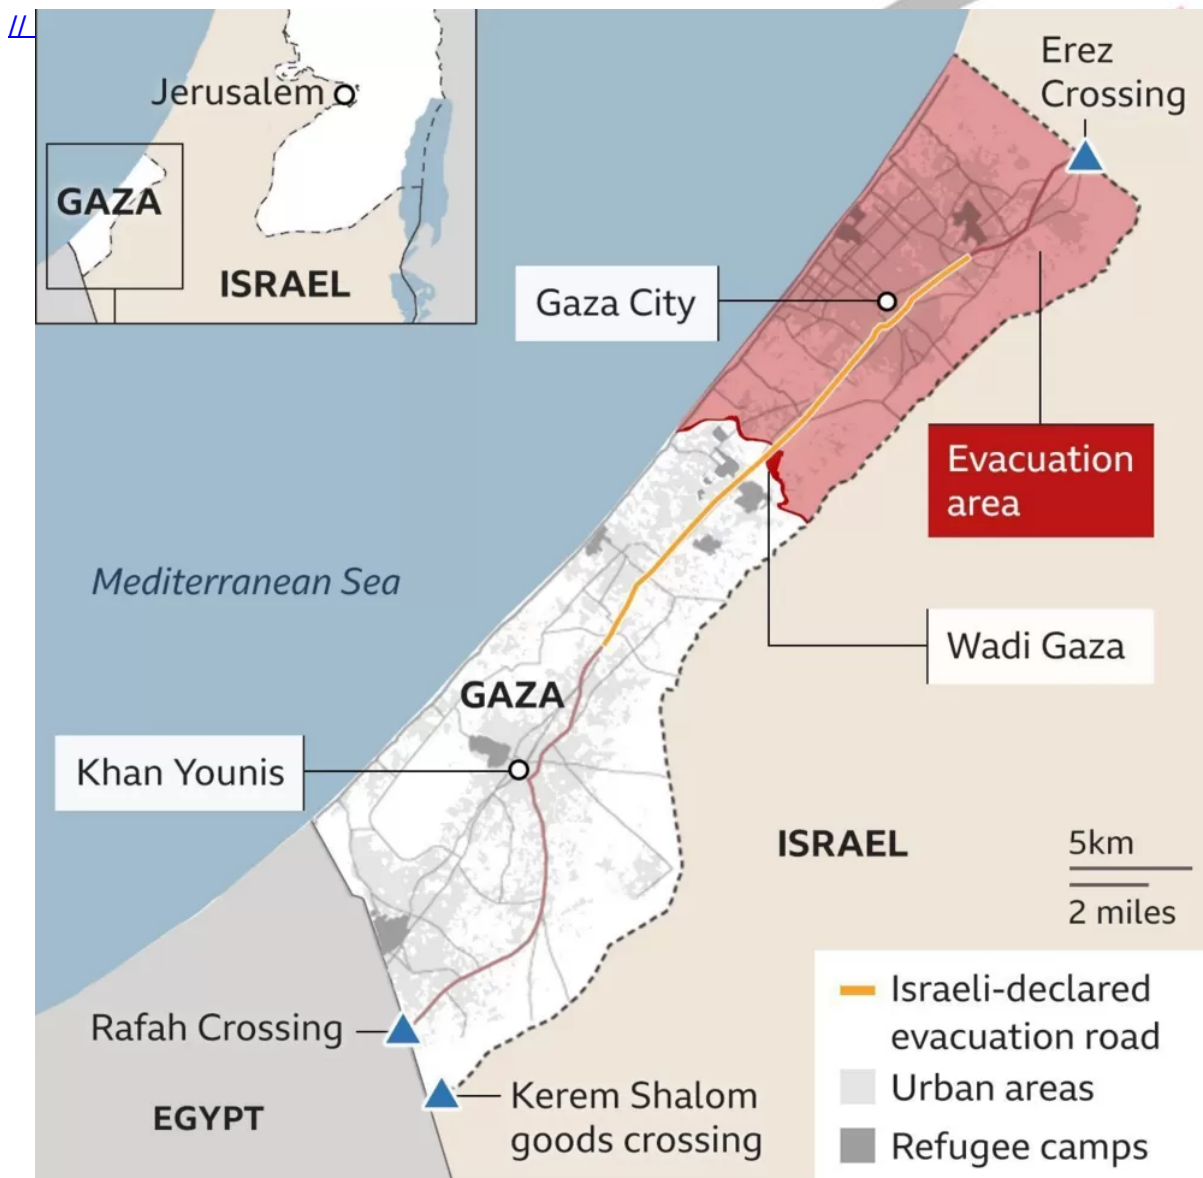 //
Jerusalem
GAZA
ISRAEL
Erez
Crossing
Gaza City
Evacuation
area
Mediterranean Sea
Wadi Gaza
GAZA
Khan Younis
ISRAEL
5km
2 miles
Rafah Crossing
Kerem Shalom
goods crossing
EGYPT
Israeli-declared
evacuation road
Urban areas
Refugee camps